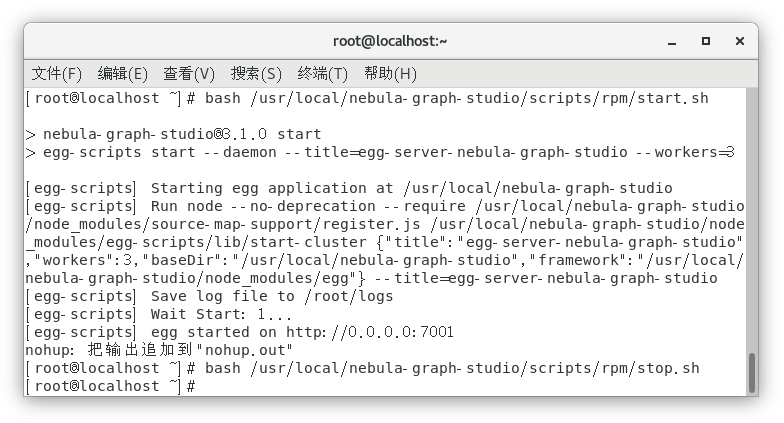 root@localhost:~
文件(F) 编辑(E) 查看(V) 搜索(S) 终端(T) 帮助(H)
[root@localhost ~]# bash /usr/local/nebula-graph-studio/scripts/rpm/start.sh
> nebula-graph-studio@3.1.0 start
> egg-scripts start --daemon --title=egg-server-nebula-graph-studio --workers=3
[egg-scripts] Starting egg application at /usr/local/nebula-graph-studio
[egg-scripts] Run node --no-deprecation --require /usr/local/nebula-graph-studio
/node_modules/source-map-support/register.js /usr/local/nebula-graph-studio/node
_modules/egg-scripts/lib/start-cluster {"title":"egg-server-nebula-graph-studio"
,"workers":3,"baseDir":"/usr/local/nebula-graph-studio","framework":"/usr/local/
nebula-graph-studio/node_modules/egg"} --title=egg-server-nebula-graph-studio
[egg-scripts] Save log file to /root/logs
[egg-scripts] Wait Start: 1...
[egg-scripts] egg started on http://0.0.0.0:7001
nohup: 把输出追加到"nohup.out"
[root@localhost ~]# bash /usr/local/nebula-graph-studio/scripts/rpm/stop.sh
[root@localhost ~]#